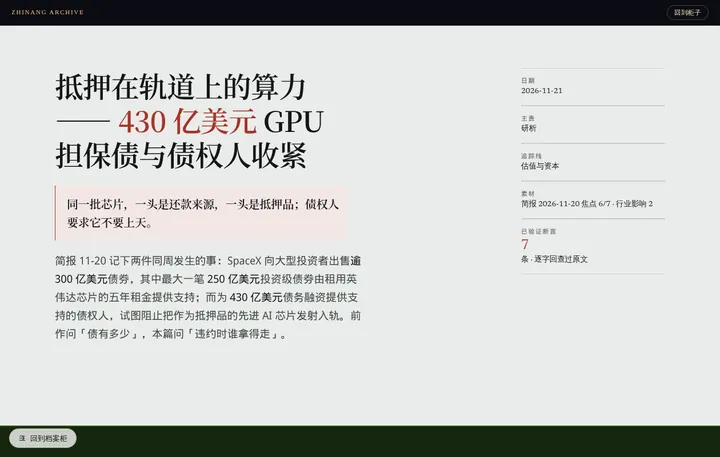 ZHINANG ARCHIVE
回到柜子
抵押在轨道上的算力
—— 430 亿美元 GPU
担保债与债权人收紧
同一批芯片，一头是还款来源，一头是抵押品；债权人
要求它不要上天。
简报 11-20 记下两件同周发生的事：SpaceX 向大型投资者出售逾
300 亿美元债券，其中最大一笔 250 亿美元投资级债券由租用英
伟达芯片的五年租金提供支持；而为 430 亿美元债务融资提供支
持的债权人，试图阻止把作为抵押品的先进 AI 芯片发射入轨。前
作问「债有多少」，本篇问「违约时谁拿得走」。
日期
2026-11-21
主责
研析
追踪线
估值与资本
素材
简报 2026-11-20 焦点 6/7 · 行业影响 2
已验证断言
7
条 · 逐字回查过原文
回到档案柜